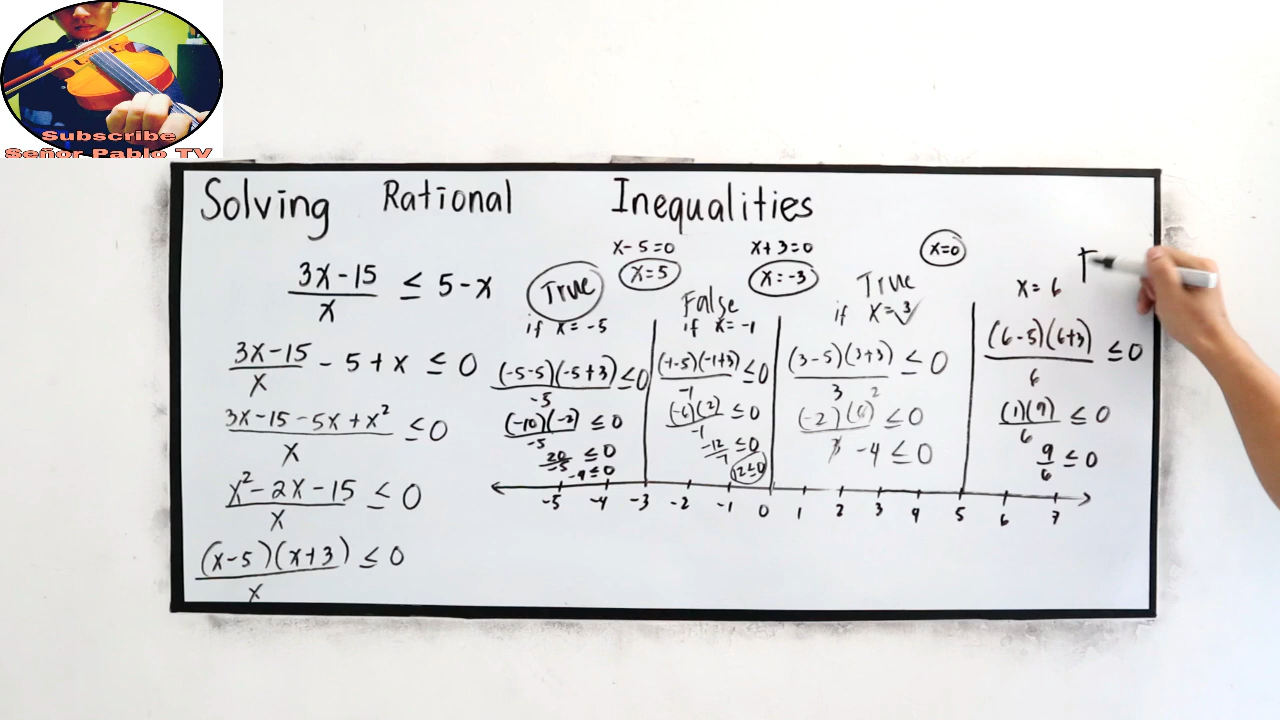 Subscribe
Señor Pablo TV
Solving Rational Inequalities
x-5=0
x=5
x+3=0
x=-3
x=0
3x-15/x ≤ 5-x
3x-15/x - 5 + x ≤ 0
3x-15-5x+x²/x ≤ 0
x²-2x-15/x ≤ 0
(x-5)(x+3)/x ≤ 0
True
if x=-5
(-5-5)(-5+3)/-5 ≤ 0
(-10)(-2)/-5 ≤ 0
20/-5 ≤ 0
-4 ≤ 0
False
if x=-1
(-1-5)(-1+3)/-1 ≤ 0
(-6)(2)/-1 ≤ 0
-12/-1 ≤ 0
12 ≤ 0
True
if x=3
(3-5)(3+3)/3 ≤ 0
(-2)(6)/3 ≤ 0
2
-4 ≤ 0
x=6
(6-5)(6+3)/6 ≤ 0
(1)(9)/6 ≤ 0
9/6 ≤ 0
-5 -4 -3 -2 -1 0 1 2 3 4 5 6 7